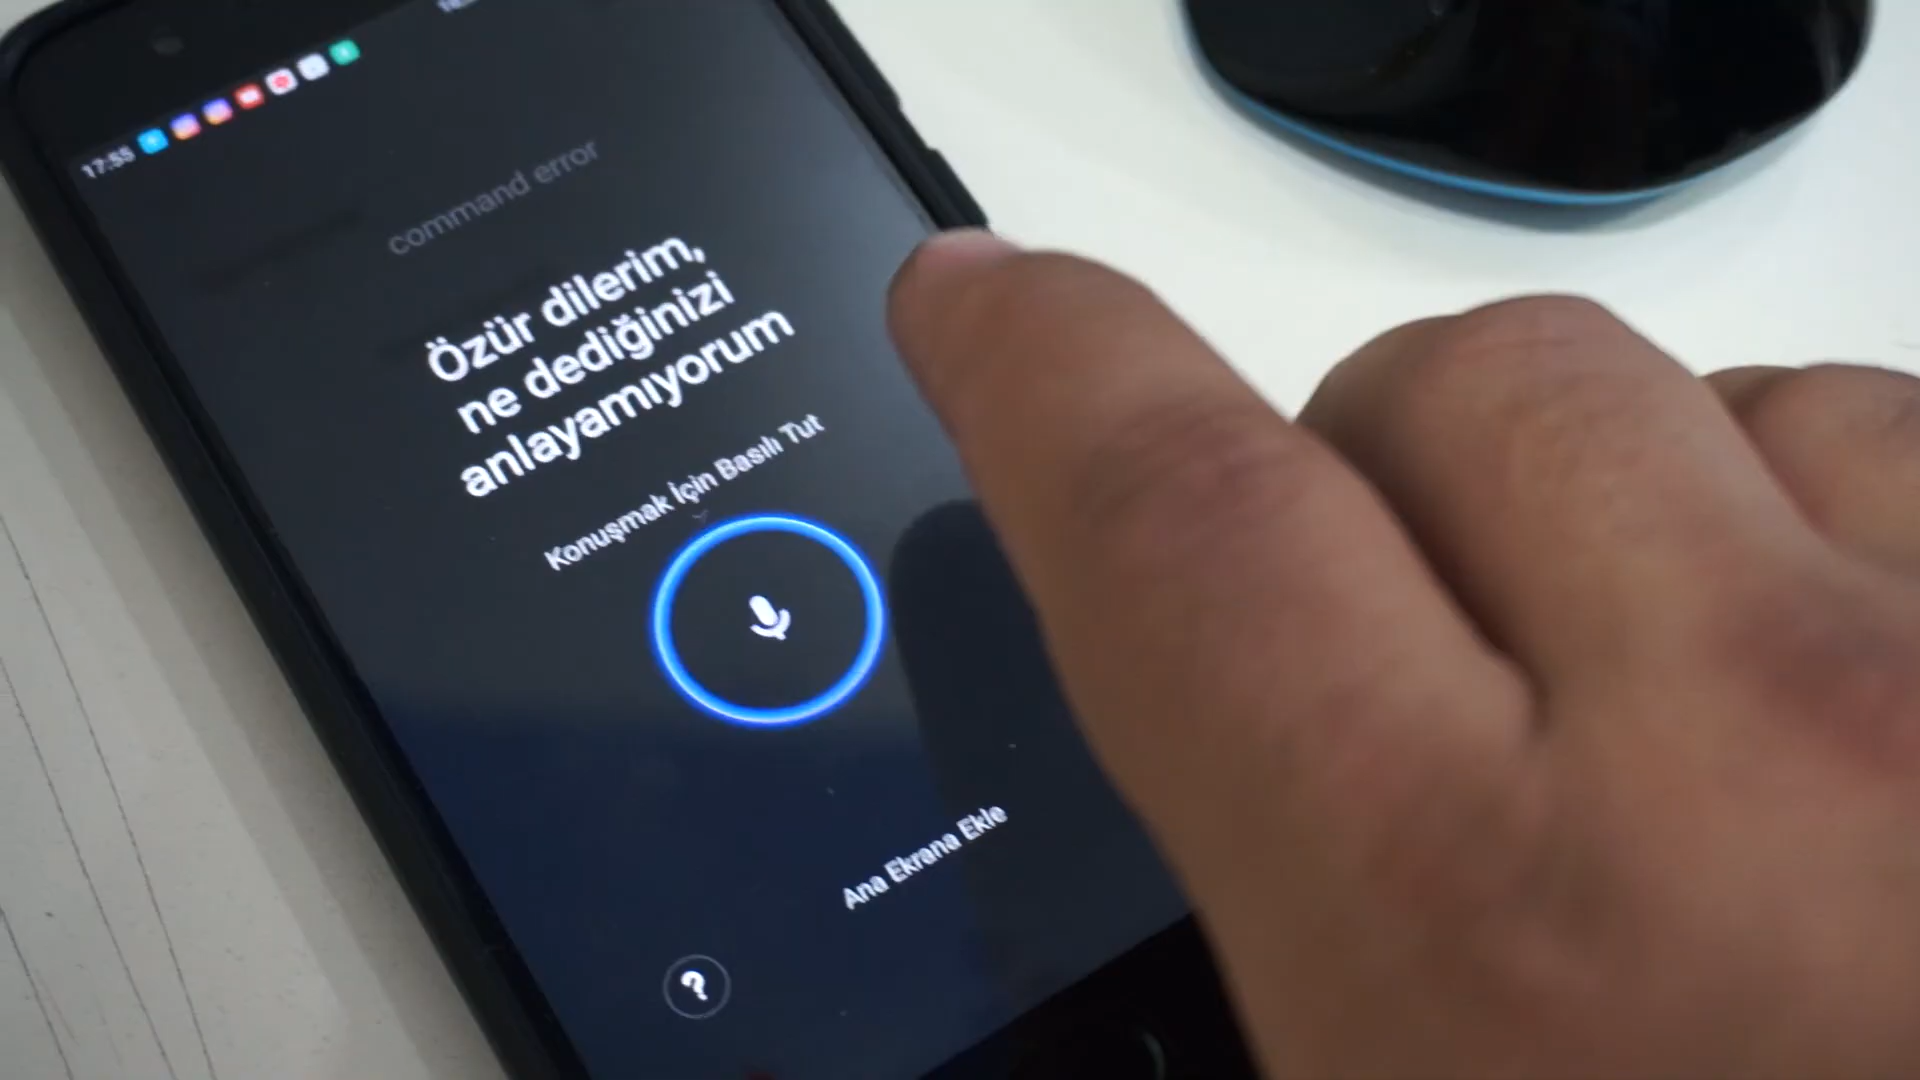 17:55
command error
Özür dilerim,
ne dediğinizi
anlayamıyorum
Konuşmak İçin Basılı Tut
Ana Ekrana Ekle
?